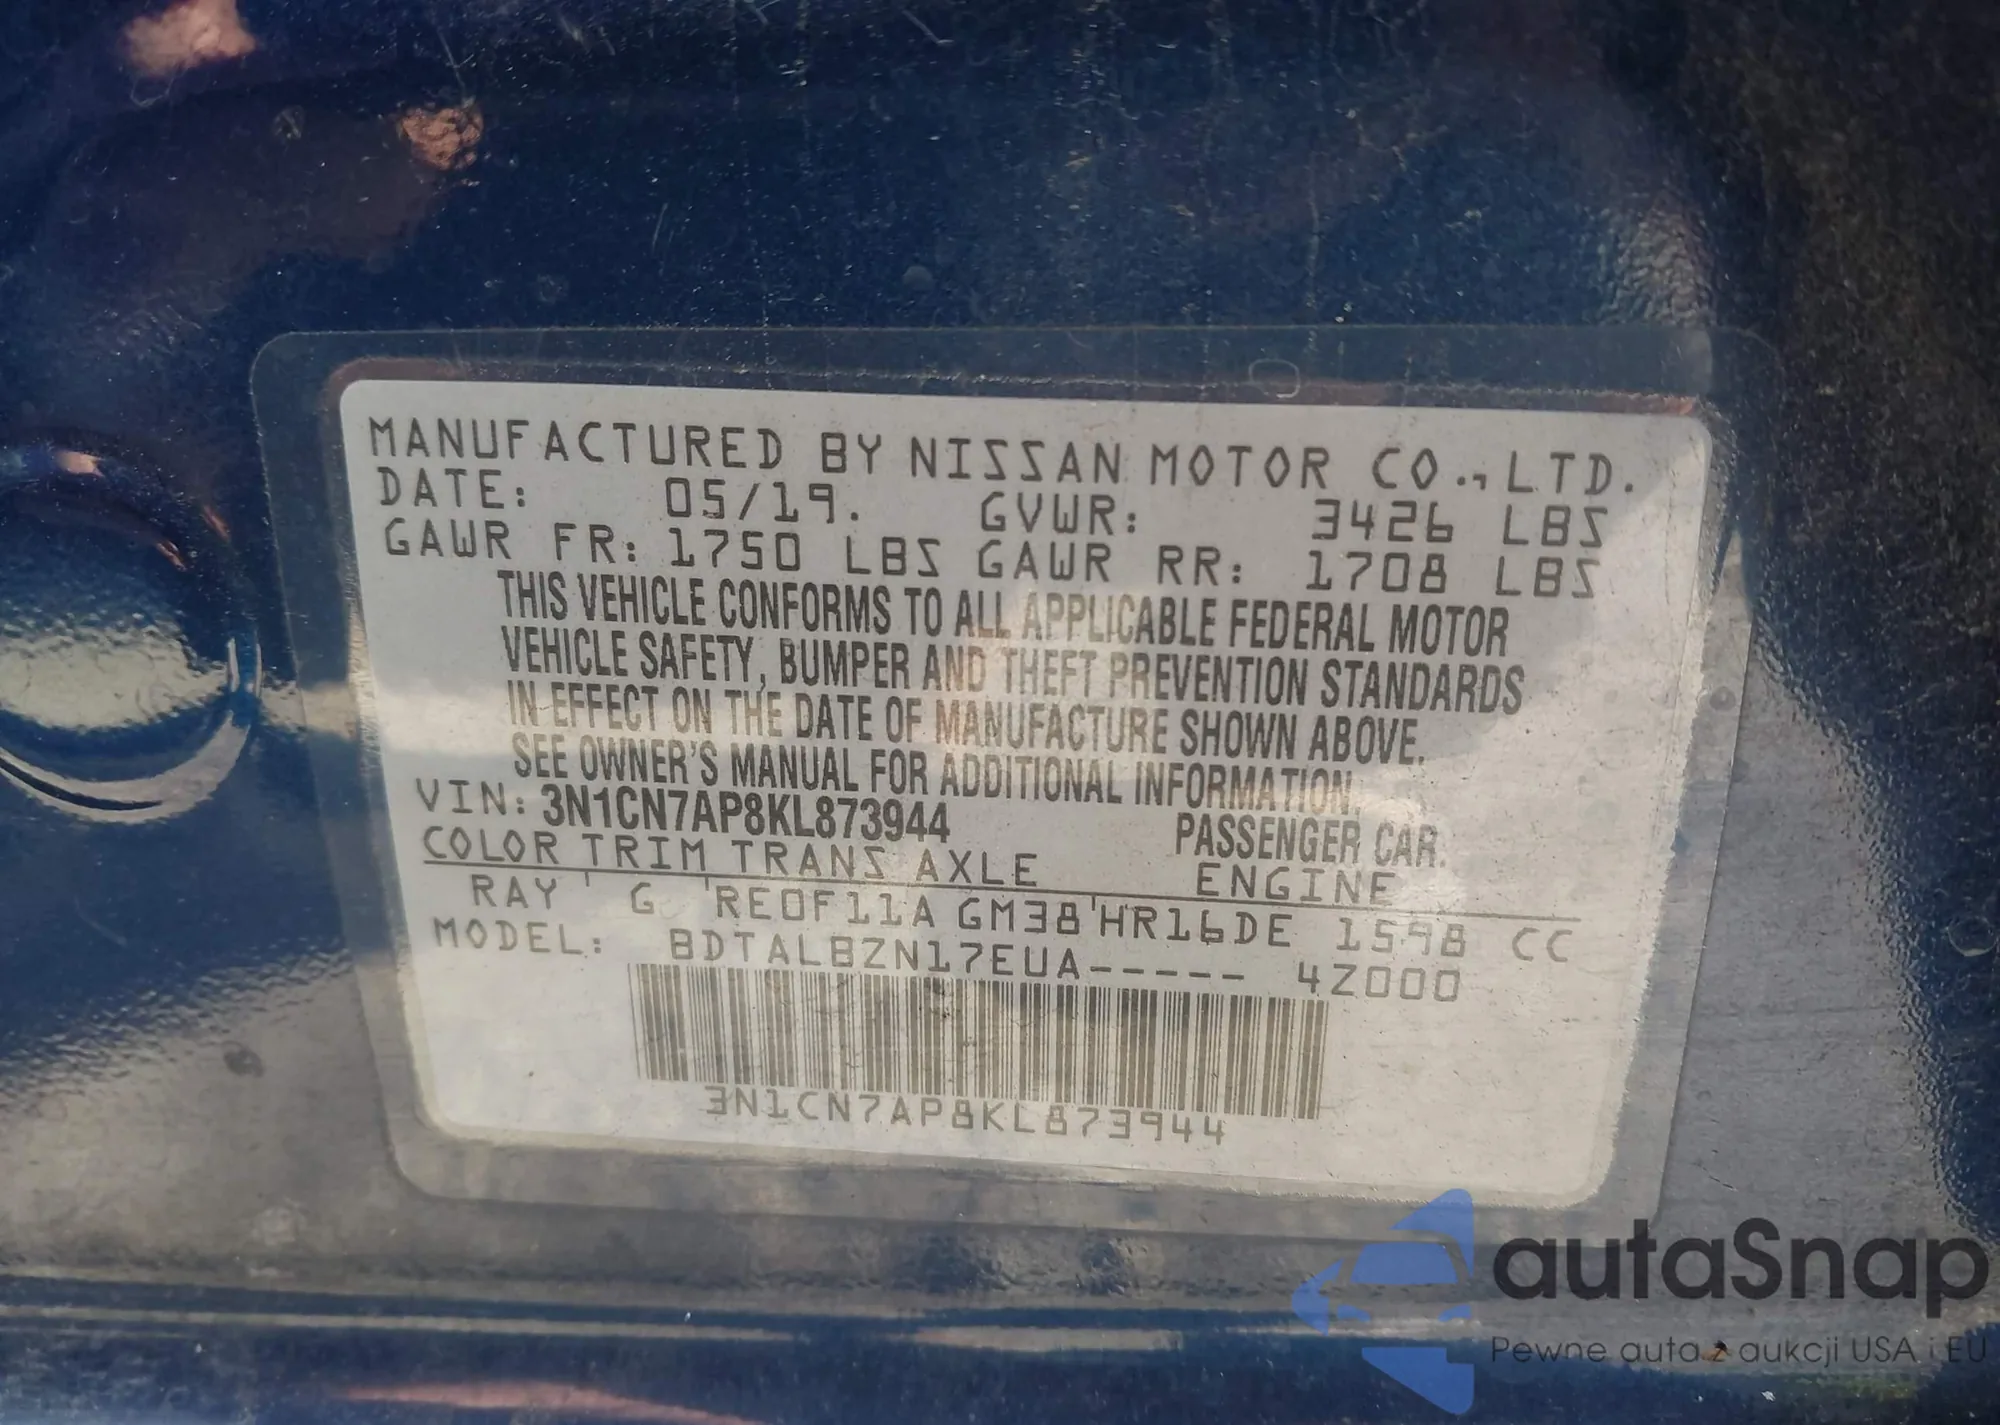 MANUFACTURED BY NISSAN MOTOR CO., LTD.
DATE: 05/19. GVWR: 3426 LBS
GAWR FR: 1750 LBS GAWR RR: 1708 LBS
THIS VEHICLE CONFORMS TO ALL APPLICABLE FEDERAL MOTOR
VEHICLE SAFETY, BUMPER AND THEFT PREVENTION STANDARDS
IN EFFECT ON THE DATE OF MANUFACTURE SHOWN ABOVE.
SEE OWNER'S MANUAL FOR ADDITIONAL INFORMATION.
VIN: 3N1CN7AP8KL873944 PASSENGER CAR.
COLOR TRIM TRANS AXLE ENGINE
RAY ' G 'RE0F11A GM38'HR16DE 1598 CC
MODEL: BDTALBZN17EUA----- 4Z000
3N1CN7AP8KL873944
autaSnap
Pewne auta z aukcji USA i EU